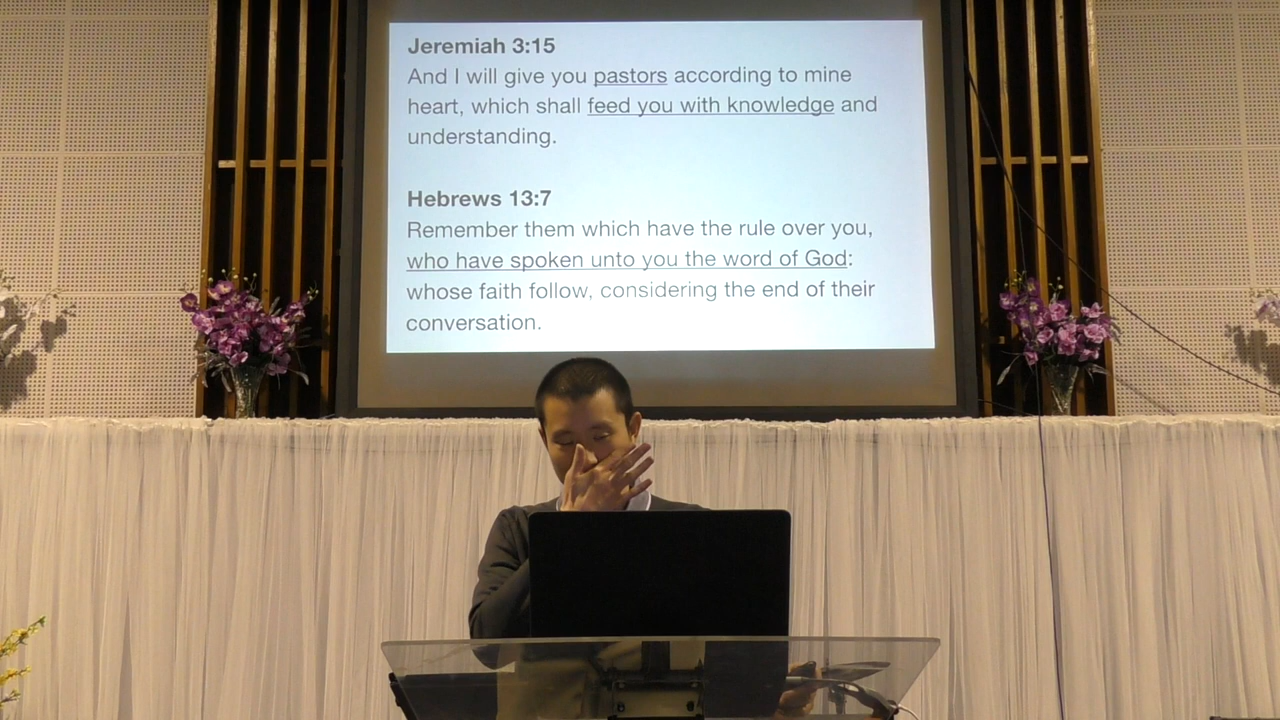 Jeremiah 3:15
And I will give you pastors according to mine
heart, which shall feed you with knowledge and
understanding.
Hebrews 13:7
Remember them which have the rule over you,
who have spoken unto you the word of God:
whose faith follow, considering the end of their
conversation.